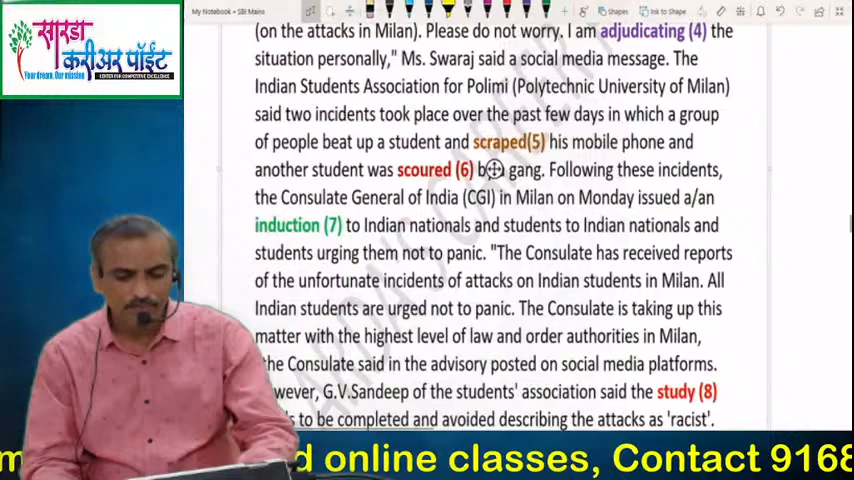 सारडा
करीअर पॉईंट
Your dream. Our mission
CENTER FOR COMPETITIVE EXCELLENCE
My Notebook - SBI Mains
Shapes
Ink to Shape
(on the attacks in Milan). Please do not worry. I am adjudicating (4) the
situation personally," Ms. Swaraj said a social media message. The
Indian Students Association for Polimi (Polytechnic University of Milan)
said two incidents took place over the past few days in which a group
of people beat up a student and scraped(5) his mobile phone and
another student was scoured (6) gang. Following these incidents,
the Consulate General of India (CGI) in Milan on Monday issued a/an
induction (7) to Indian nationals and students to Indian nationals and
students urging them not to panic. "The Consulate has received reports
of the unfortunate incidents of attacks on Indian students in Milan. All
Indian students are urged not to panic. The Consulate is taking up this
matter with the highest level of law and order authorities in Milan,
the Consulate said in the advisory posted on social media platforms.
However, G.V.Sandeep of the students' association said the study (8)
to be completed and avoided describing the attacks as 'racist'.
d online classes, Contact 9168